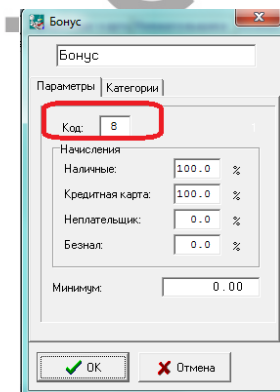 Бонус
Бонус
Параметры Категории
Код: 8
Начисления
Наличные: 100.0 %
Кредитная карта: 100.0 %
Неплательщик: 0.0 %
Безнал: 0.0 %
Минимум: 0.00
OK Отмена